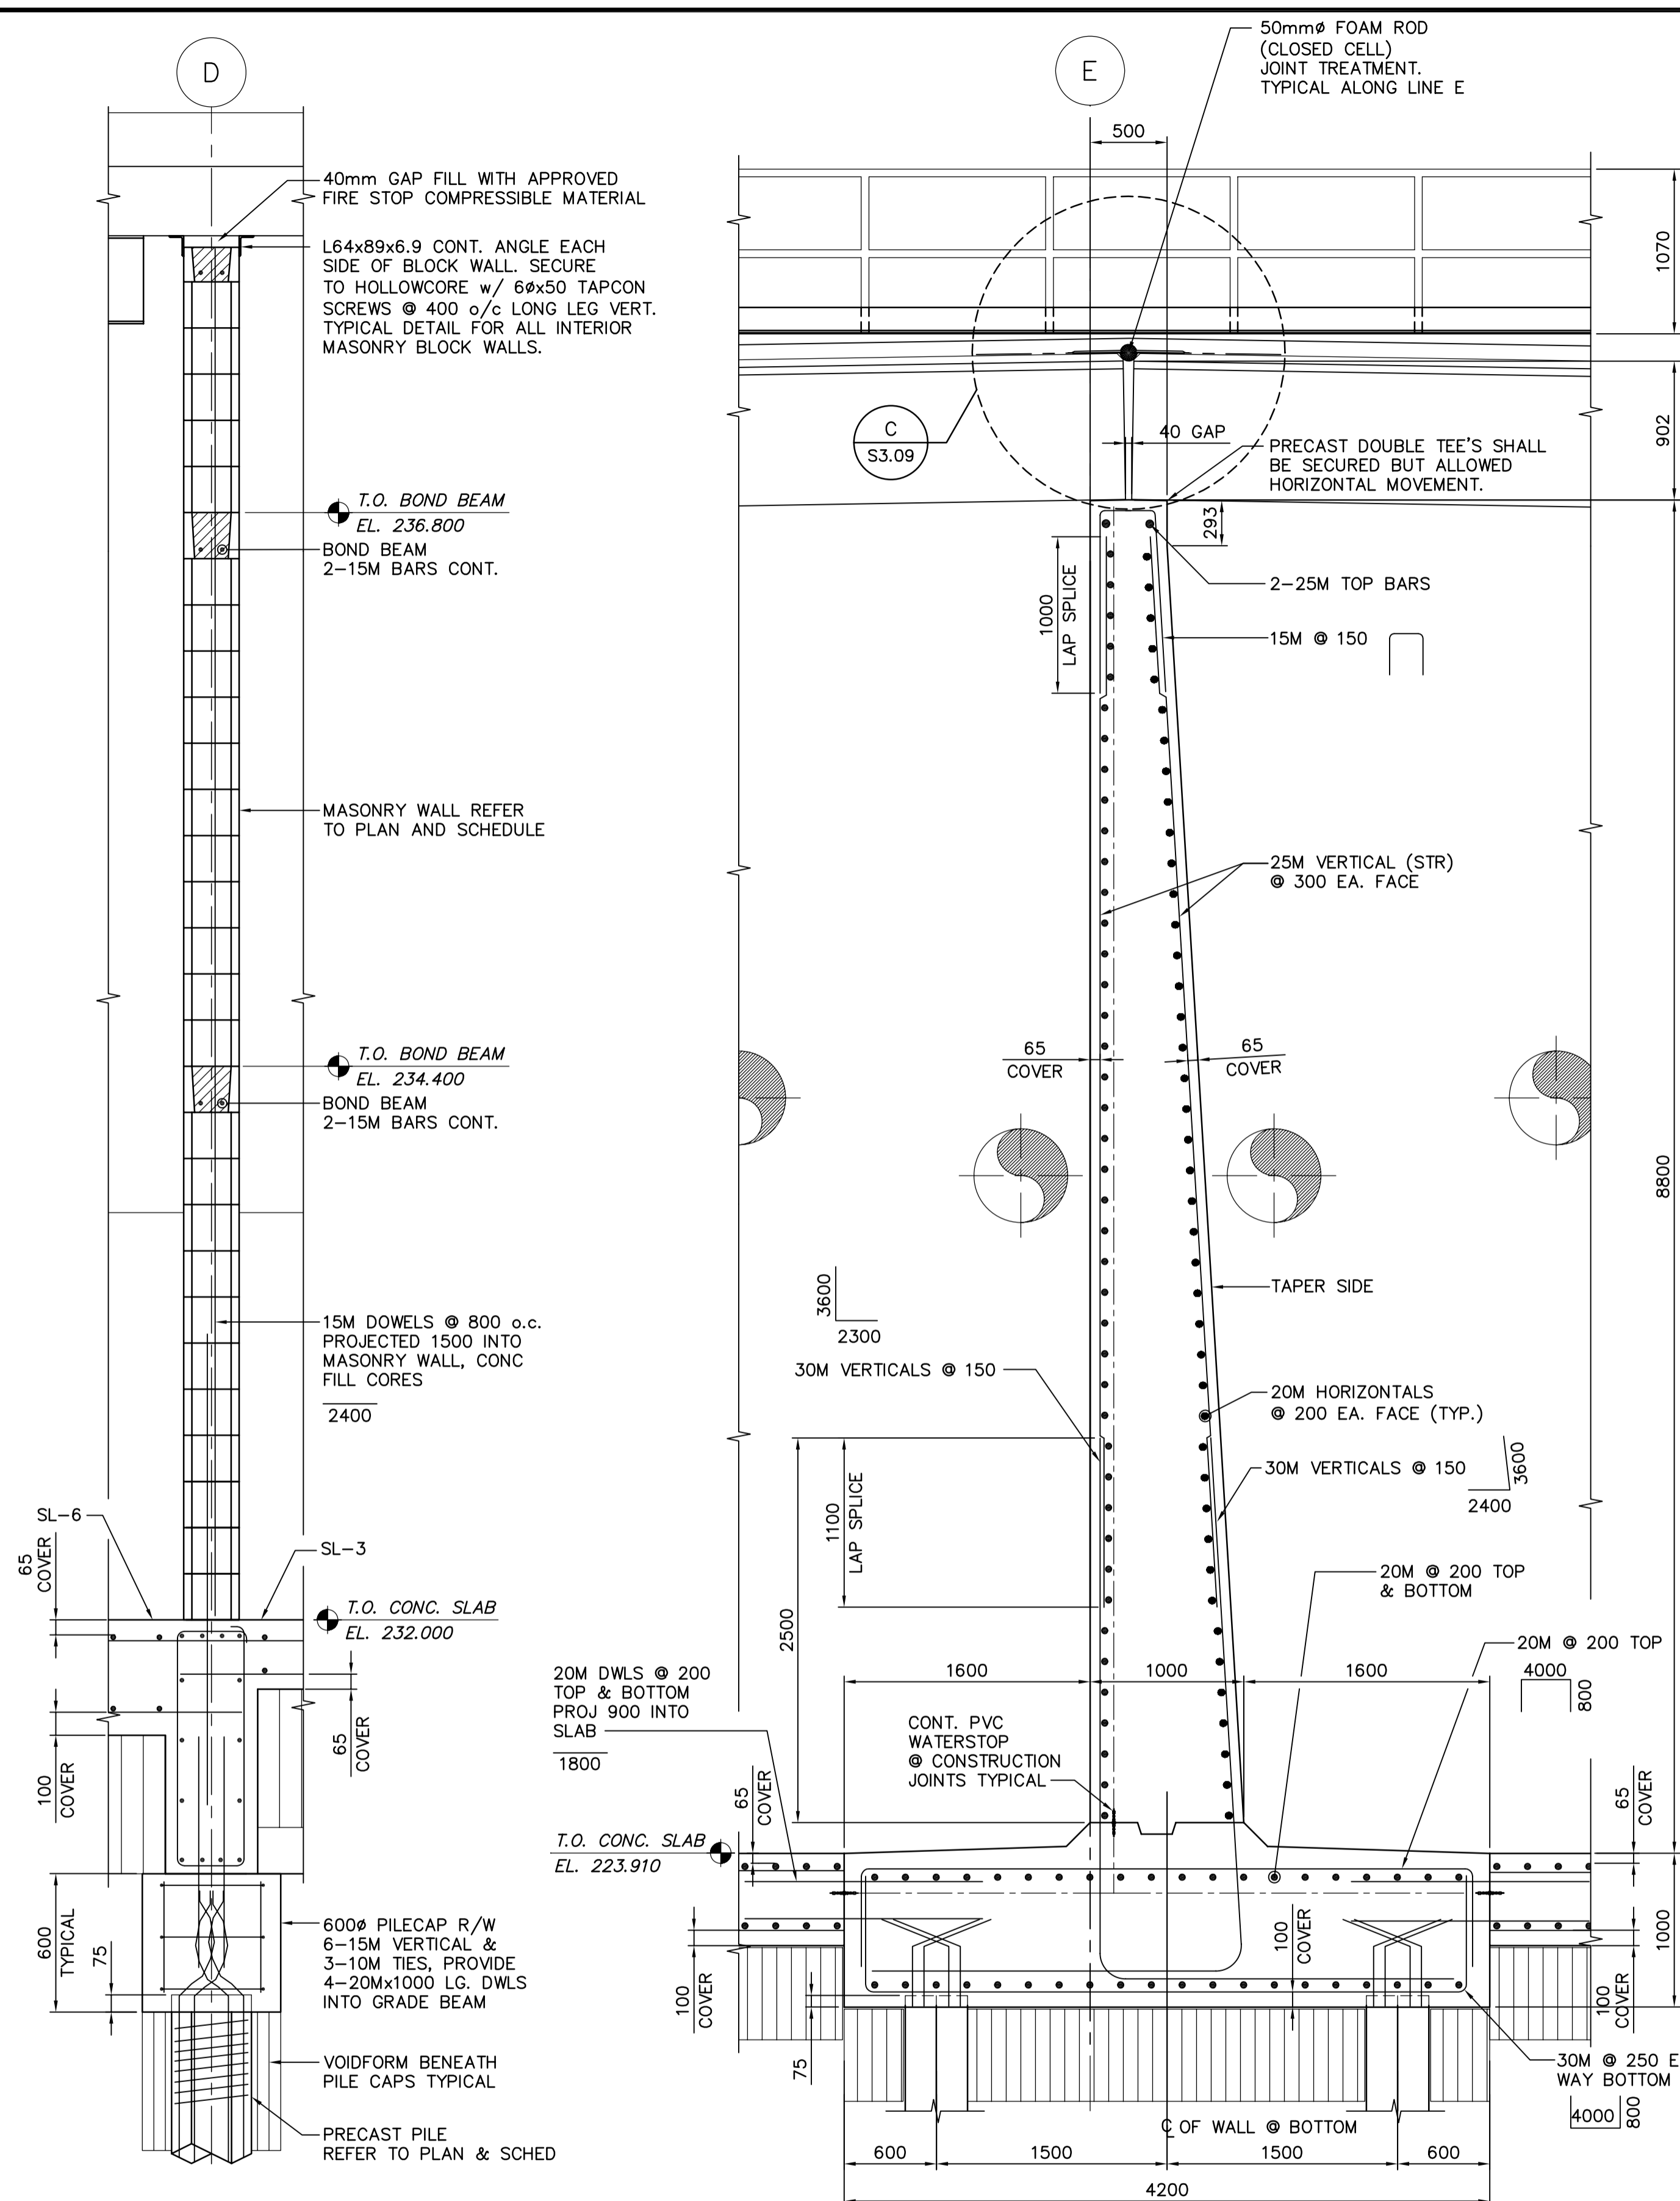 D
40mm GAP FILL WITH APPROVED
FIRE STOP COMPRESSIBLE MATERIAL
L64x89x6.9 CONT. ANGLE EACH
SIDE OF BLOCK WALL. SECURE
TO HOLLOWCORE w/ 6øx50 TAPCON
SCREWS @ 400 o/c LONG LEG VERT.
TYPICAL DETAIL FOR ALL INTERIOR
MASONRY BLOCK WALLS.
T.O. BOND BEAM
EL. 236.800
BOND BEAM
2-15M BARS CONT.
MASONRY WALL REFER
TO PLAN AND SCHEDULE
T.O. BOND BEAM
EL. 234.400
BOND BEAM
2-15M BARS CONT.
15M DOWELS @ 800 o.c.
PROJECTED 1500 INTO
MASONRY WALL, CONC
FILL CORES
2400
SL-6
65
COVER
SL-3
T.O. CONC. SLAB
EL. 232.000
65
COVER
100
COVER
600
TYPICAL
75
600ø PILECAP R/W
6-15M VERTICAL &
3-10M TIES, PROVIDE
4-20Mx1000 LG. DWLS
INTO GRADE BEAM
VOIDFORM BENEATH
PILE CAPS TYPICAL
PRECAST PILE
REFER TO PLAN & SCHED
E
50mmø FOAM ROD
(CLOSED CELL)
JOINT TREATMENT.
TYPICAL ALONG LINE E
500
1070
902
C
S3.09
40 GAP
PRECAST DOUBLE TEE'S SHALL
BE SECURED BUT ALLOWED
HORIZONTAL MOVEMENT.
293
1000
LAP SPLICE
2-25M TOP BARS
15M @ 150
25M VERTICAL (STR)
@ 300 EA. FACE
65
COVER
65
COVER
8800
TAPER SIDE
3600
2300
30M VERTICALS @ 150
20M HORIZONTALS
@ 200 EA. FACE (TYP.)
30M VERTICALS @ 150
3600
2400
2500
1100
LAP SPLICE
20M @ 200 TOP
& BOTTOM
20M @ 200 TOP
4000
800
20M DWLS @ 200
TOP & BOTTOM
PROJ 900 INTO
SLAB
1800
1600
1000
1600
CONT. PVC
WATERSTOP
@ CONSTRUCTION
JOINTS TYPICAL
65
COVER
65
COVER
T.O. CONC. SLAB
EL. 223.910
100
COVER
100
COVER
100
COVER
1000
75
30M @ 250 E
WAY BOTTOM
4000
800
℄ OF WALL @ BOTTOM
600
1500
1500
600
4200